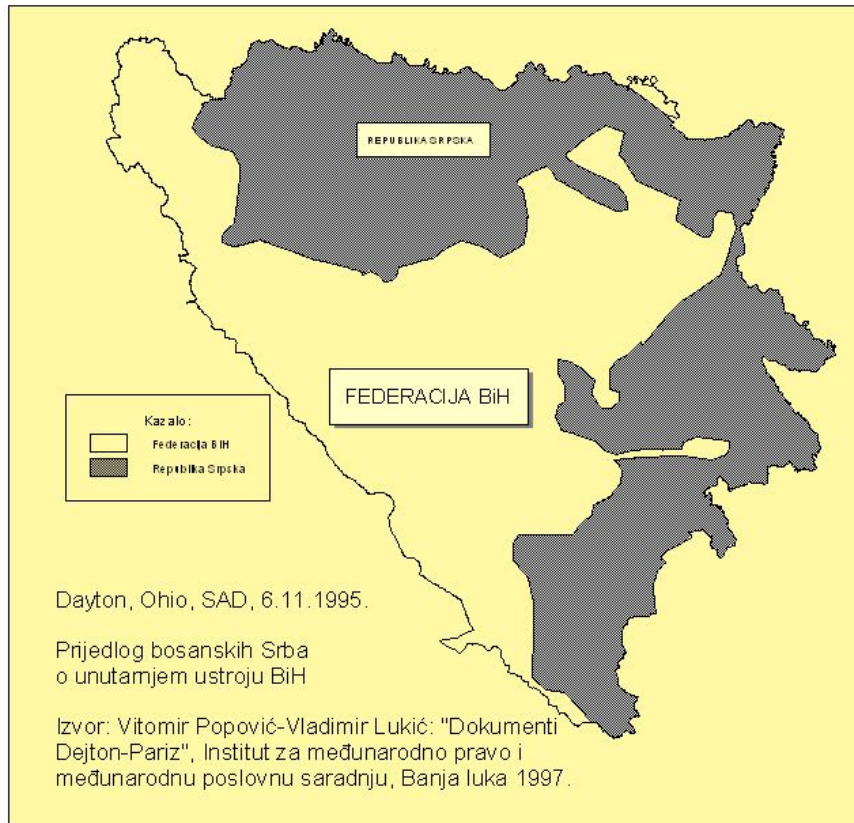 REPUBLIKA SRPSKA
FEDERACIJA BiH
Kazalo:
Federacija BiH
Republika Srpska
Dayton, Ohio, SAD, 6.11.1995.
Prijedlog bosanskih Srba
o unutarnjem ustroju BiH
Izvor: Vitomir Popović-Vladimir Lukić: "Dokumenti
Dejton-Pariz", Institut za međunarodno pravo i
međunarodnu poslovnu saradnju, Banja luka 1997.